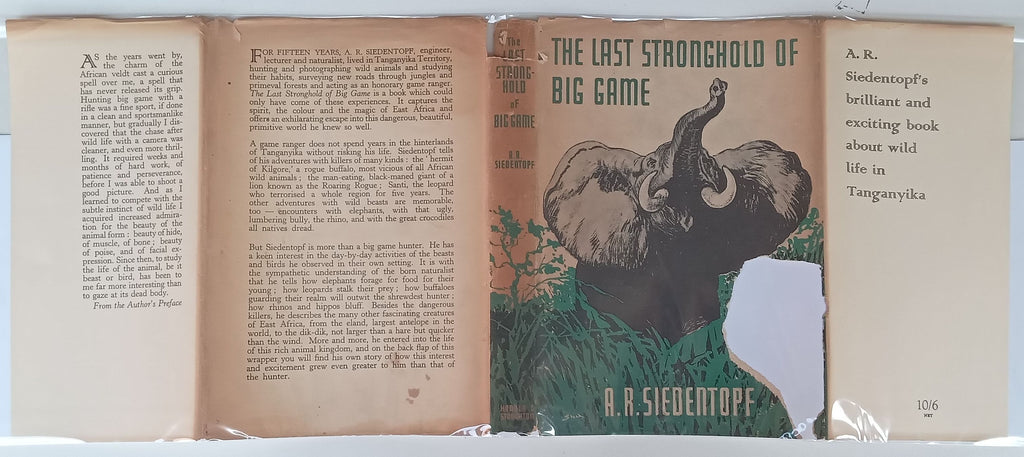 AS the years went by,
the charm of the
African veldt cast a curious
spell over me, a spell that
has never released its grip.
Hunting big game with a
rifle was a fine sport, if done
in a clean and sportsmanlike
manner, but gradually I dis-
covered that the chase after
wild life with a camera was
cleaner, and even more thril-
ling. It required weeks and
months of hard work, of
patience and perseverance,
before I was able to shoot a
good picture. And as I
learned to compete with the
subtle instinct of wild life I
acquired increased admira-
tion for the beauty of the
animal form: beauty of hide,
of muscle, of bone; beauty
of poise, and of facial ex-
pression. Since then, to study
the life of the animal, be it
beast or bird, has been to
me far more interesting than
to gaze at its dead body.
From the Author's Preface
FOR FIFTEEN YEARS, A. R. SIEDENTOPF, engineer,
lecturer and naturalist, lived in Tanganyika Territory,
hunting and photographing wild animals and studying
their habits, surveying new roads through jungles and
primeval forests and acting as an honorary game ranger.
The Last Stronghold of Big Game is a book which could
only have come of these experiences. It captures the
spirit, the colour and the magic of East Africa and
offers an exhilarating escape into this dangerous, beautiful,
primitive world he knew so well.
A game ranger does not spend years in the hinterlands
of Tanganyika without risking his life. Siedentopf tells
of his adventures with killers of many kinds: the 'hermit
of Kilgore,' a rogue buffalo, most vicious of all African
wild animals; the man-eating, black-maned giant of a
lion known as the Roaring Rogue; Santi, the leopard
who terrorised a whole region for five years. The
other adventures with wild beasts are memorable,
too — encounters with elephants, with that ugly,
lumbering bully, the rhino, and with the great crocodiles
all natives dread.
But Siedentopf is more than a big game hunter. He has
a keen interest in the day-by-day activities of the beasts
and birds he observed in their own setting. It is with
the sympathetic understanding of the born naturalist
that he tells how elephants forage for food for their
young; how leopards stalk their prey; how buffaloes
guarding their realm will outwit the shrewdest hunter;
how rhinos and hippos bluff. Besides the dangerous
killers, he describes the many other fascinating creatures
of East Africa, from the eland, largest antelope in the
world, to the dik-dik, not larger than a hare but quicker
than the wind. More and more, he entered into the life
of this rich animal kingdom, and on the back flap of this
wrapper you will find his own story of how this interest
and excitement grew even greater to him than that of
the hunter.
The
LAST
STRONG-
HOLD
of
BIG GAME
A. R.
SIEDENTOPF
HODDER &
STOUGHTON
THE LAST STRONGHOLD OF
BIG GAME
A. R. SIEDENTOPF
A. R.
Siedentopf's
brilliant and
exciting book
about wild
life in
Tanganyika
10/6
NET